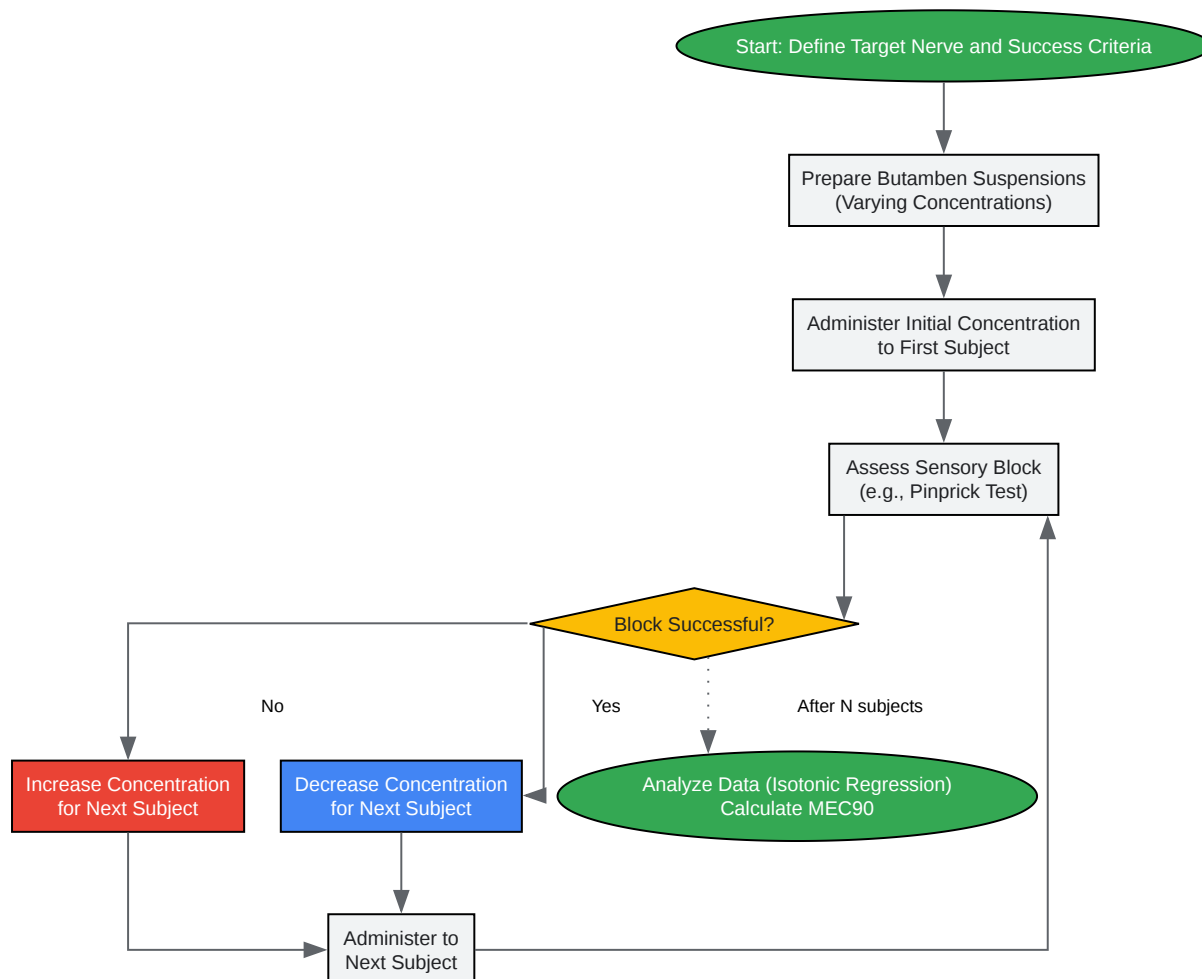 Start: Define Target Nerve and Success Criteria
Prepare Butamben Suspensions
(Varying Concentrations)
Administer Initial Concentration
to First Subject
Assess Sensory Block
(e.g., Pinprick Test)
Block Successful?
No
Yes
After N subjects
Increase Concentration
for Next Subject
Decrease Concentration
for Next Subject
Analyze Data (Isotonic Regression)
Calculate MEC90
Administer to
Next Subject